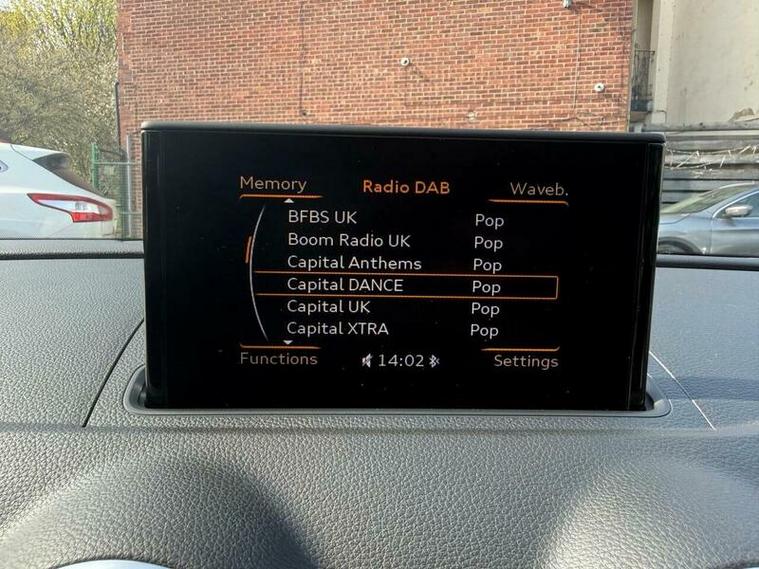 Memory Radio DAB Waveb.
BFBS UK Pop
Boom Radio UK Pop
Capital Anthems Pop
Capital DANCE Pop
Capital UK Pop
Capital XTRA Pop
Functions 14:02 Settings